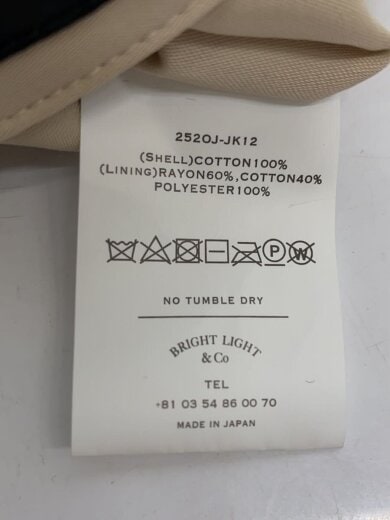 2520J-JK12
(SHELL)COTTON100%
(LINING)RAYON60%,COTTON40%
POLYESTER100%
P W
NO TUMBLE DRY
BRIGHT LIGHT
& Co
TEL
+81 03 54 86 00 70
MADE IN JAPAN